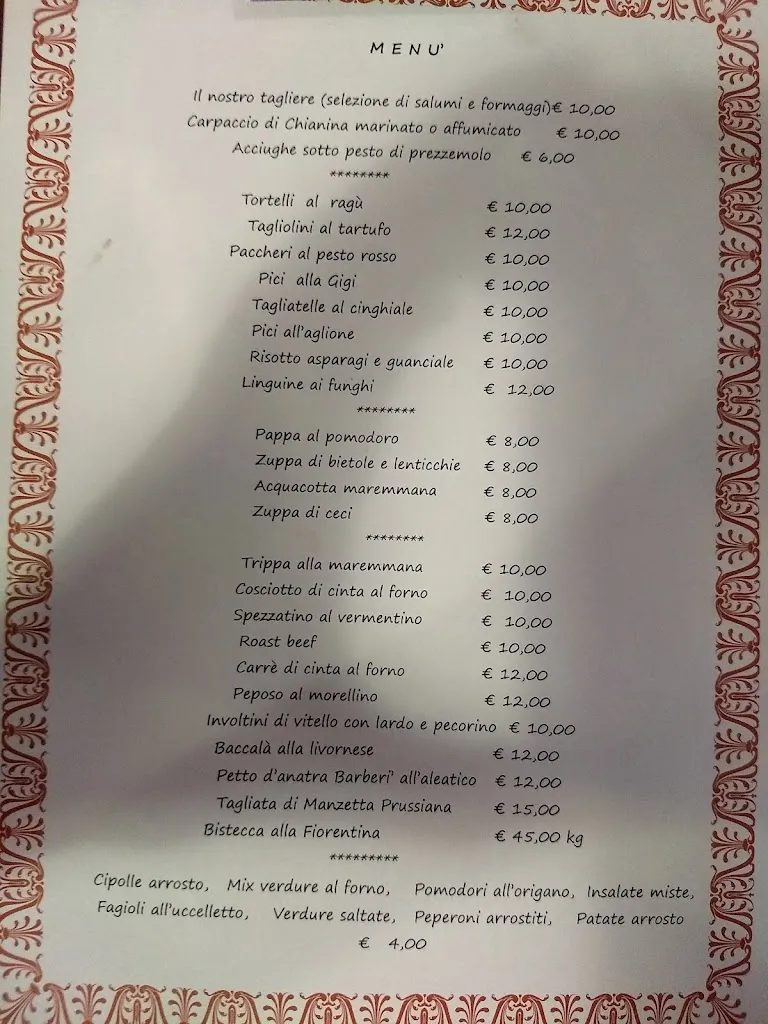 MENU'
Il nostro tagliere (selezione di salumi e formaggi)€ 10,00
Carpaccio di Chianina marinato o affumicato € 10,00
Acciughe sotto pesto di prezzemolo € 6,00
********
Tortelli al ragù € 10,00
Tagliolini al tartufo € 12,00
Paccheri al pesto rosso € 10,00
Pici alla Gigi € 10,00
Tagliatelle al cinghiale € 10,00
Pici all'aglione € 10,00
Risotto asparagi e guanciale € 10,00
Linguine ai funghi € 12,00
********
Pappa al pomodoro € 8,00
Zuppa di bietole e lenticchie € 8,00
Acquacotta maremmana € 8,00
Zuppa di ceci € 8,00
********
Trippa alla maremmana € 10,00
Cosciotto di cinta al forno € 10,00
Spezzatino al vermentino € 10,00
Roast beef € 10,00
Carrè di cinta al forno € 12,00
Peposo al morellino € 12,00
Involtini di vitello con lardo e pecorino € 10,00
Baccalà alla livornese € 12,00
Petto d'anatra Barberi' all'aleatico € 12,00
Tagliata di Manzetta Prussiana € 15,00
Bistecca alla Fiorentina € 45,00 kg
*********
Cipolle arrosto, Mix verdure al forno, Pomodori all'origano, Insalate miste,
Fagioli all'uccelletto, Verdure saltate, Peperoni arrostiti, Patate arrosto
€ 4,00